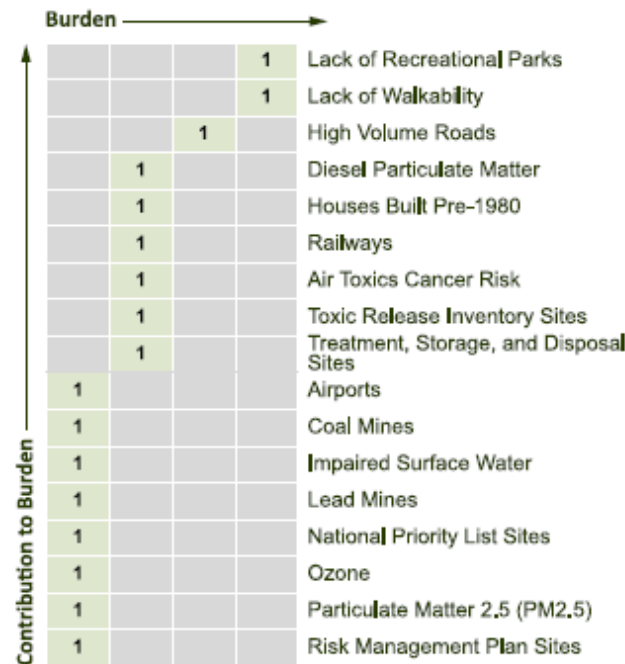 Burden
1 Lack of Recreational Parks
1 Lack of Walkability
1 High Volume Roads
1 Diesel Particulate Matter
1 Houses Built Pre-1980
1 Railways
1 Air Toxics Cancer Risk
1 Toxic Release Inventory Sites
1 Treatment, Storage, and Disposal
Sites
1 Airports
1 Coal Mines
1 Impaired Surface Water
1 Lead Mines
1 National Priority List Sites
1 Ozone
1 Particulate Matter 2.5 (PM2.5)
1 Risk Management Plan Sites
Contribution to Burden